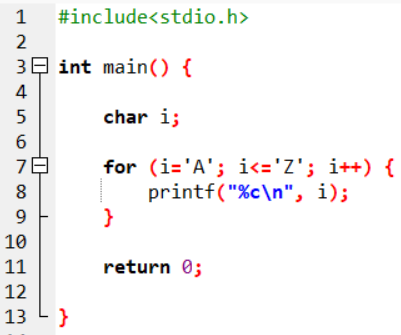 1 #include<stdio.h>
2
3 int main() {
4
5 char i;
6
7 for (i='A'; i<='Z'; i++) {
8 printf("%c\n", i);
9 }
10
11 return 0;
12
13 }